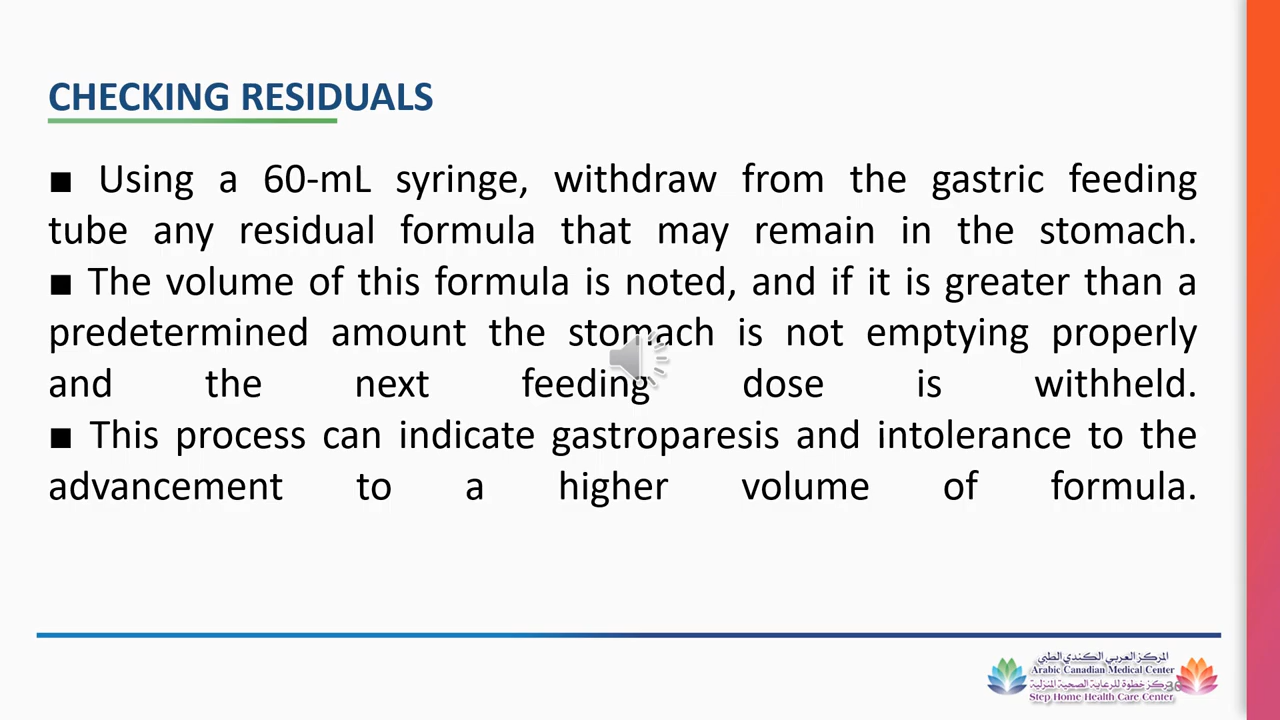 CHECKING RESIDUALS
■ Using a 60-mL syringe, withdraw from the gastric feeding
tube any residual formula that may remain in the stomach.
■ The volume of this formula is noted, and if it is greater than a
predetermined amount the stomach is not emptying properly
and the next feeding dose is withheld.
■ This process can indicate gastroparesis and intolerance to the
advancement to a higher volume of formula.
المركز العربي الكندي الطبي
Arabic Canadian Medical Center
مركز خطوة للرعاية الصحية المنزلية
36
Step Home Health Care Center